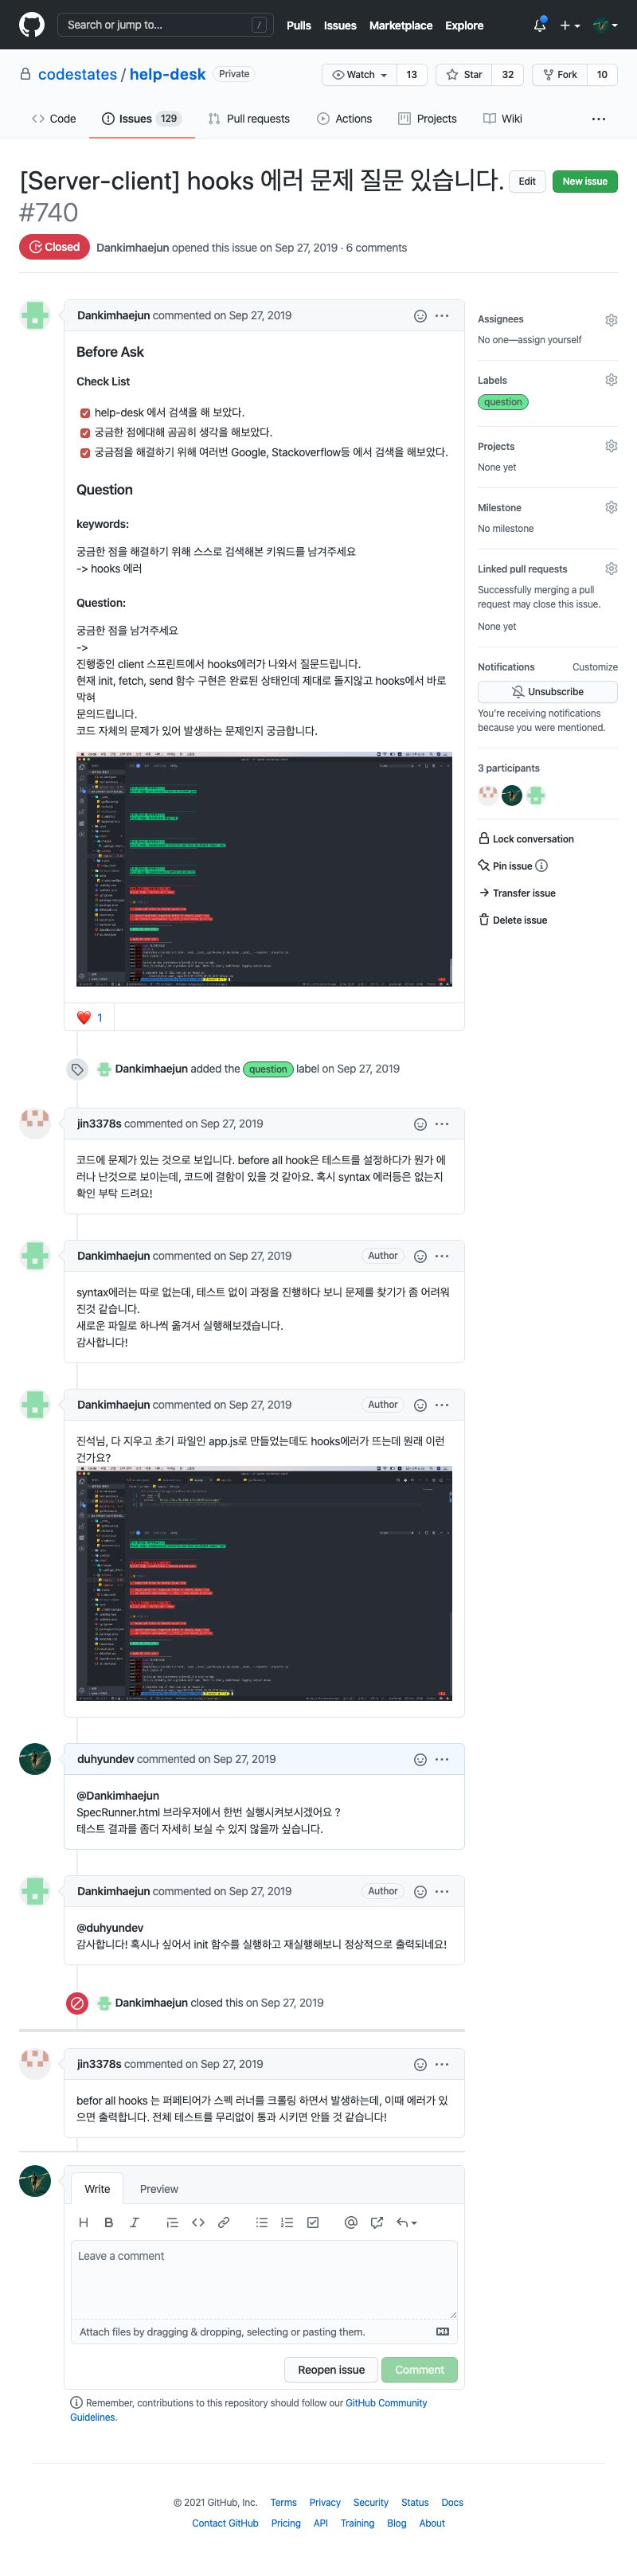 Search or jump to...
/
Pulls Issues Marketplace Explore
codestates / help-desk Private
Watch 13 Star 32 Fork 10
Code Issues 129 Pull requests Actions Projects Wiki
[Server-client] hooks 에러 문제 질문 있습니다.
#740
Edit New issue
Closed Dankimhaejun opened this issue on Sep 27, 2019 · 6 comments
Dankimhaejun commented on Sep 27, 2019
Before Ask
Check List
help-desk 에서 검색을 해 보았다.
궁금한 점에대해 곰곰히 생각을 해보았다.
궁금점을 해결하기 위해 여러번 Google, Stackoverflow등 에서 검색을 해보았다.
Question
keywords:
궁금한 점을 해결하기 위해 스스로 검색해본 키워드를 남겨주세요
-> hooks 에러
Question:
궁금한 점을 남겨주세요
->
진행중인 client 스프린트에서 hooks에러가 나와서 질문드립니다.
현재 init, fetch, send 함수 구현은 완료된 상태인데 제대로 돌지않고 hooks에서 바로
막혀
문의드립니다.
코드 자체의 문제가 있어 발생하는 문제인지 궁금합니다.
1
Assignees
No one—assign yourself
Labels
question
Projects
None yet
Milestone
No milestone
Linked pull requests
Successfully merging a pull
request may close this issue.
None yet
Notifications Customize
Unsubscribe
You're receiving notifications
because you were mentioned.
3 participants
Lock conversation
Pin issue
Transfer issue
Delete issue
Dankimhaejun added the question label on Sep 27, 2019
jin3378s commented on Sep 27, 2019
코드에 문제가 있는 것으로 보입니다. before all hook은 테스트를 설정하다가 뭔가 에
러나 난것으로 보이는데, 코드에 결함이 있을 것 같아요. 혹시 syntax 에러등은 없는지
확인 부탁 드려요!
Dankimhaejun commented on Sep 27, 2019 Author
syntax에러는 따로 없는데, 테스트 없이 과정을 진행하다 보니 문제를 찾기가 좀 어려워
진것 같습니다.
새로운 파일로 하나씩 옮겨서 실행해보겠습니다.
감사합니다!
Dankimhaejun commented on Sep 27, 2019 Author
진석님, 다 지우고 초기 파일인 app.js로 만들었는데도 hooks에러가 뜨는데 원래 이런
건가요?
duhyundev commented on Sep 27, 2019
@Dankimhaejun
SpecRunner.html 브라우저에서 한번 실행시켜보시겠어요 ?
테스트 결과를 좀더 자세히 보실 수 있지 않을까 싶습니다.
Dankimhaejun commented on Sep 27, 2019 Author
@duhyundev
감사합니다! 혹시나 싶어서 init 함수를 실행하고 재실행해보니 정상적으로 출력되네요!
Dankimhaejun closed this on Sep 27, 2019
jin3378s commented on Sep 27, 2019
befor all hooks 는 퍼페티어가 스펙 러너를 크롤링 하면서 발생하는데, 이때 에러가 있
으면 출력합니다. 전체 테스트를 무리없이 통과 시키면 안뜰 것 같습니다!
Write Preview
Leave a comment
Attach files by dragging & dropping, selecting or pasting them.
Reopen issue Comment
Remember, contributions to this repository should follow our GitHub Community
Guidelines.
© 2021 GitHub, Inc. Terms Privacy Security Status Docs
Contact GitHub Pricing API Training Blog About